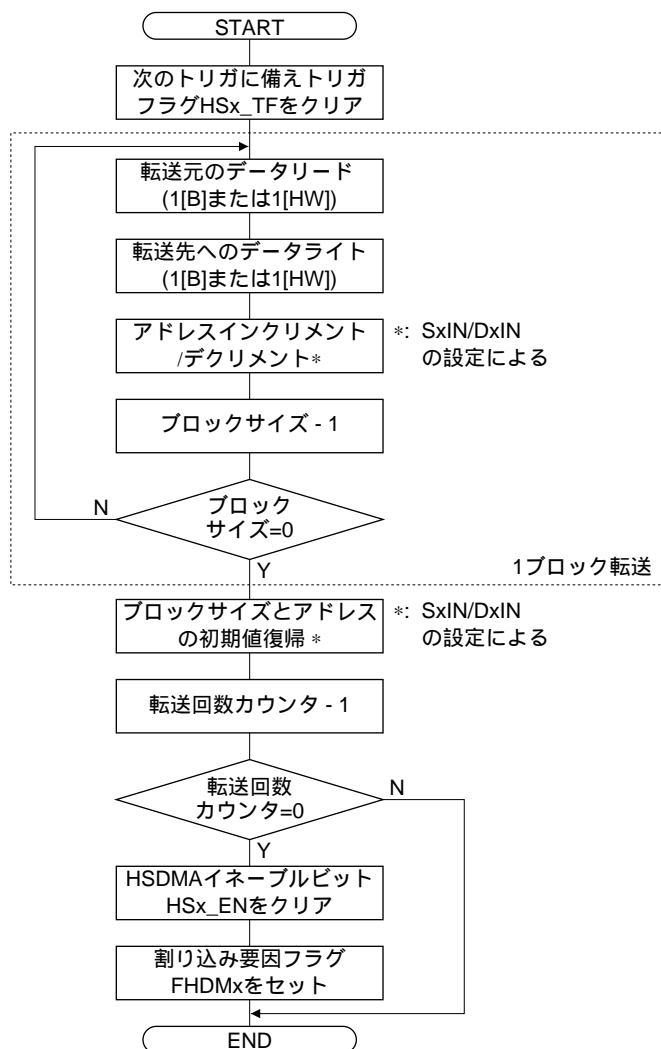 START
次のトリガに備えトリガ
フラグHSx_TFをクリア
転送元のデータリード
(1[B]または1[HW])
転送先へのデータライト
(1[B]または1[HW])
アドレスインクリメント
/デクリメント*
*: SxIN/DxIN
の設定による
ブロックサイズ - 1
ブロック
サイズ=0
N
Y
1ブロック転送
ブロックサイズとアドレス
の初期値復帰 *
*: SxIN/DxIN
の設定による
転送回数カウンタ - 1
転送回数
カウンタ=0
N
Y
HSDMAイネーブルビット
HSx_ENをクリア
割り込み要因フラグ
FHDMxをセット
END